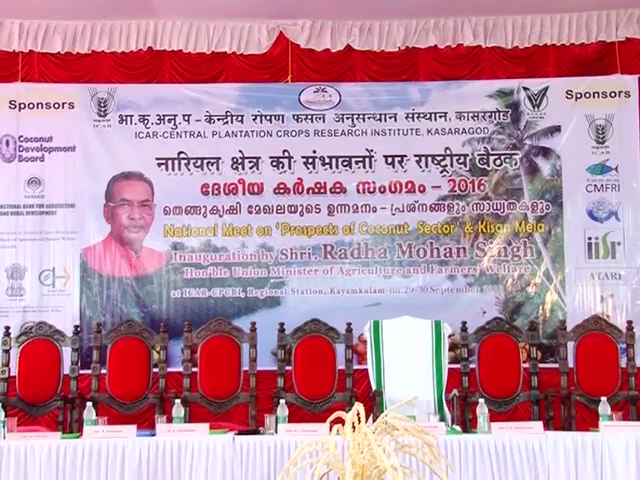 Sponsors
Coconut Development Board
ICAR
भा.कृ.अनु.प - केन्द्रीय रोपण फसल अनुसन्धान संस्थान, कासरगोड
ICAR-CENTRAL PLANTATION CROPS RESEARCH INSTITUTE, KASARAGOD
नारियल क्षेत्र की संभावनों पर राष्ट्रीय बैठक
ദേശീയ കർഷക സംഗമം - 2016
തെങ്ങുകൃഷി മേഖലയുടെ ഉന്നമനം - പ്രശ്നങ്ങളും സാധ്യതകളും
National Meet on 'Prospects of Coconut Sector' & Kisan Mela
Inauguration by Shri. Radha Mohan Singh
Hon'ble Union Minister of Agriculture and Farmers' Welfare
at ICAR-CPCRI, Regional Station, Kayamkulam on 29-30 September
Sponsors
ICAR
CMFRI
iisr
ATARI